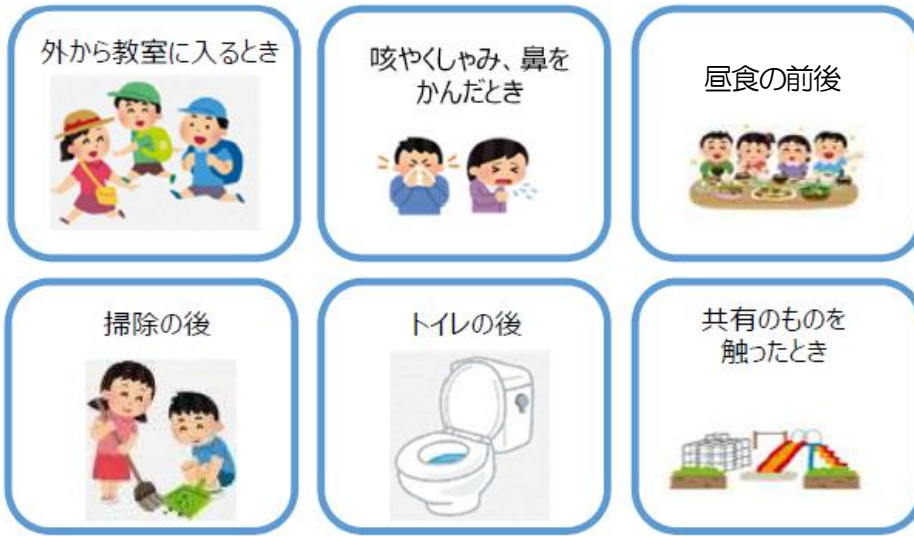 外から教室に入るとき
咳やくしゃみ、鼻を
かんだとき
昼食の前後
掃除の後
トイレの後
共有のものを
触ったとき